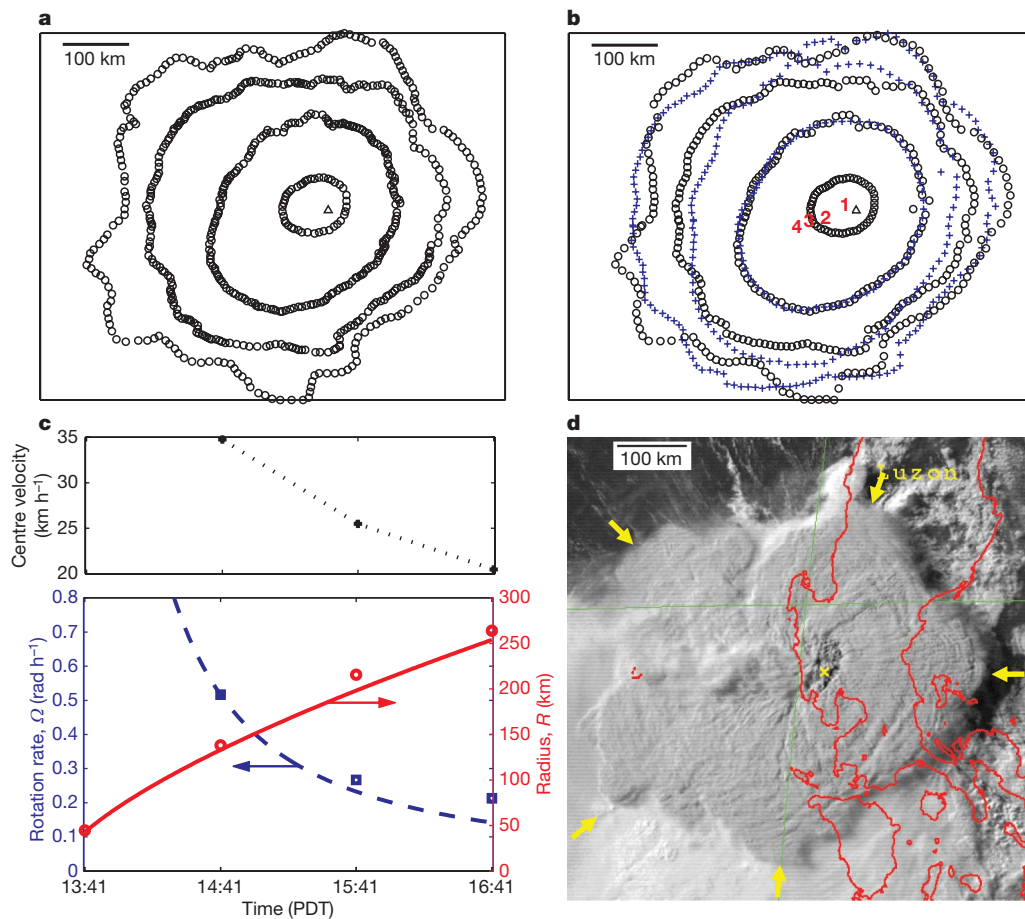 a
100 km
b
100 km
1
2
3
4
c
Centre velocity
(km h⁻¹)
35
30
25
20
Rotation rate, Ω (rad h⁻¹)
0.8
0.7
0.6
0.5
0.4
0.3
0.2
0.1
0
300
250
200
150
100
50
0
Radius, R (km)
13:41 14:41 15:41 16:41
Time (PDT)
d
100 km
Luzon